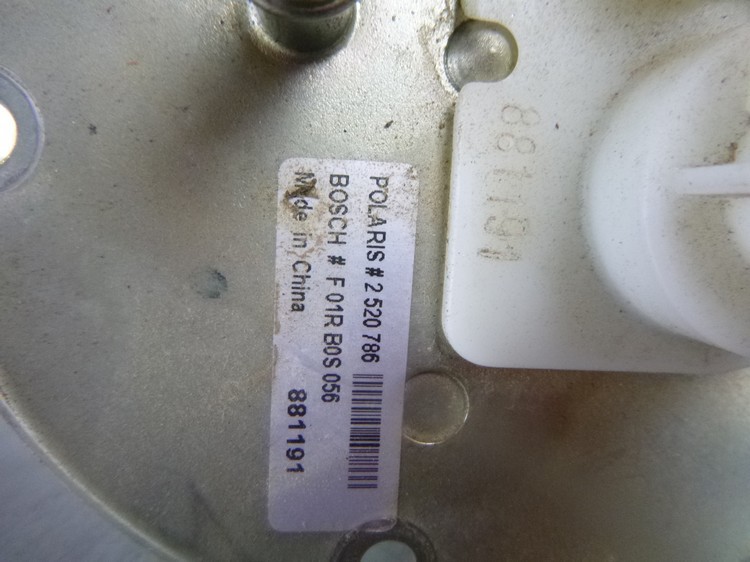 POLARIS # 2 520 786
BOSCH # F 01R B0S 056
Made in China 881191
881191